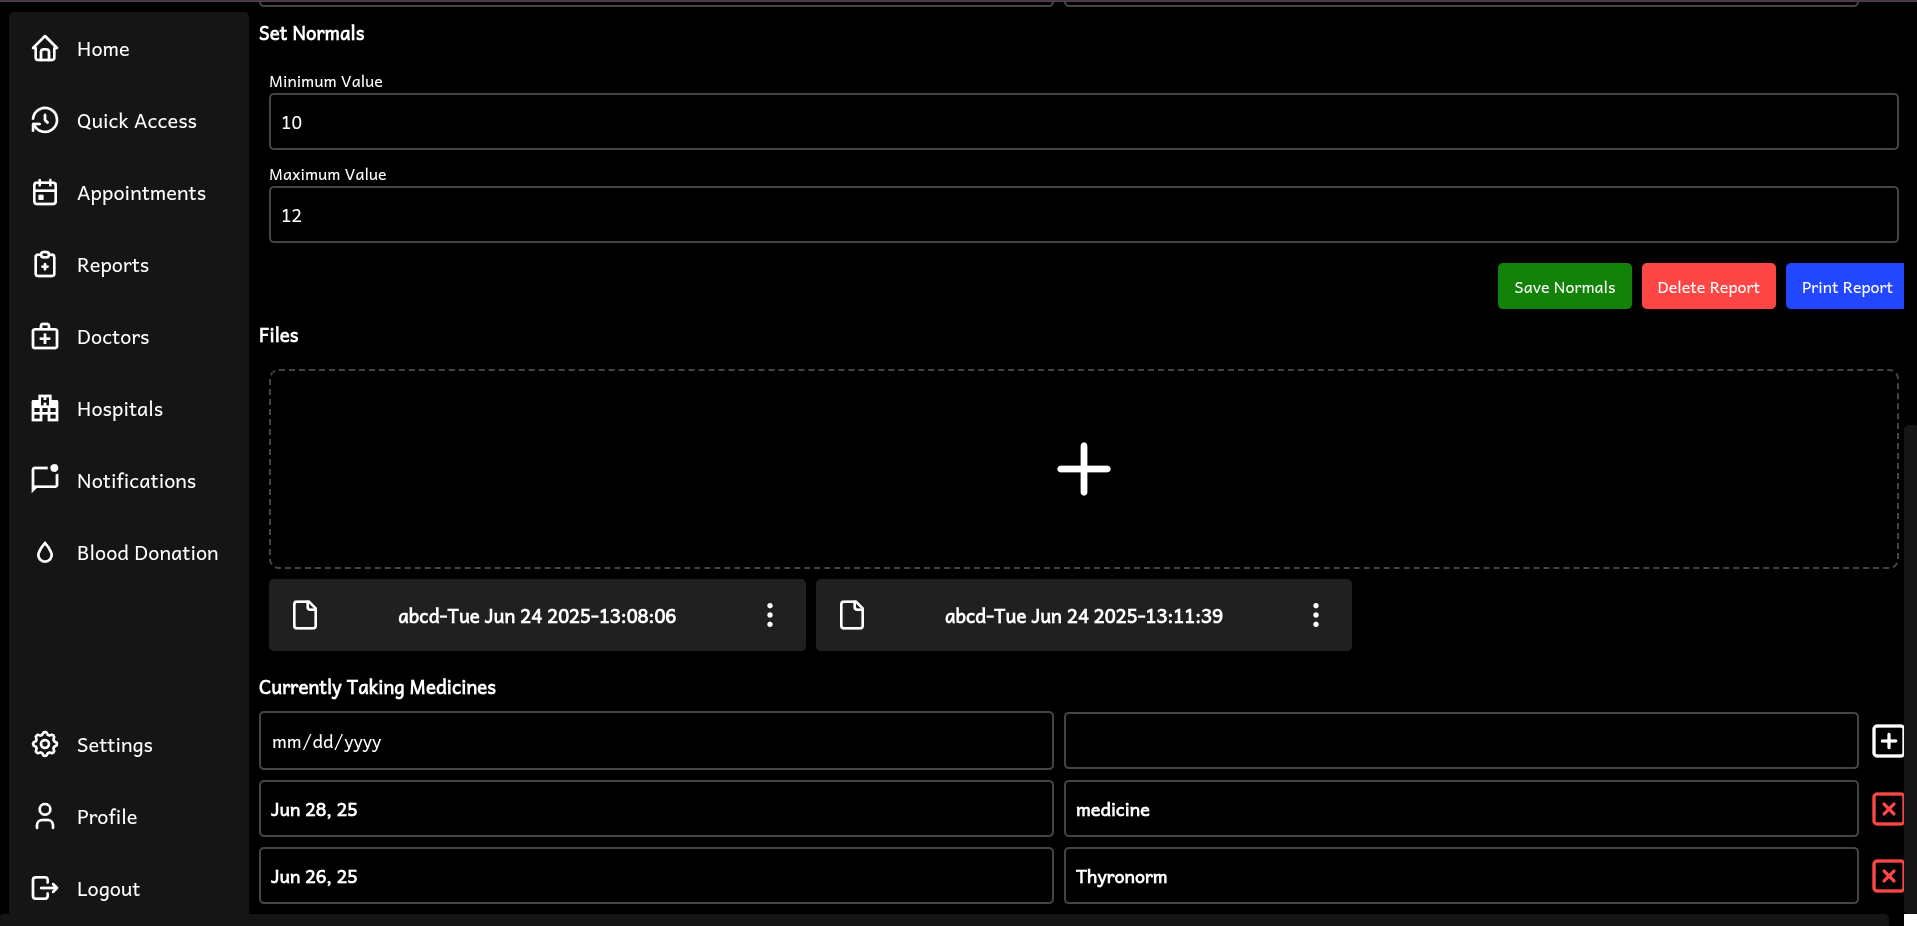 Home
Quick Access
Appointments
Reports
Doctors
Hospitals
Notifications
Blood Donation
Settings
Profile
Logout
Set Normals
Minimum Value
10
Maximum Value
12
Save Normals Delete Report Print Report
Files
abcd-Tue Jun 24 2025-13:08:06 abcd-Tue Jun 24 2025-13:11:39
Currently Taking Medicines
mm/dd/yyyy
Jun 28, 25 medicine
Jun 26, 25 Thyronorm